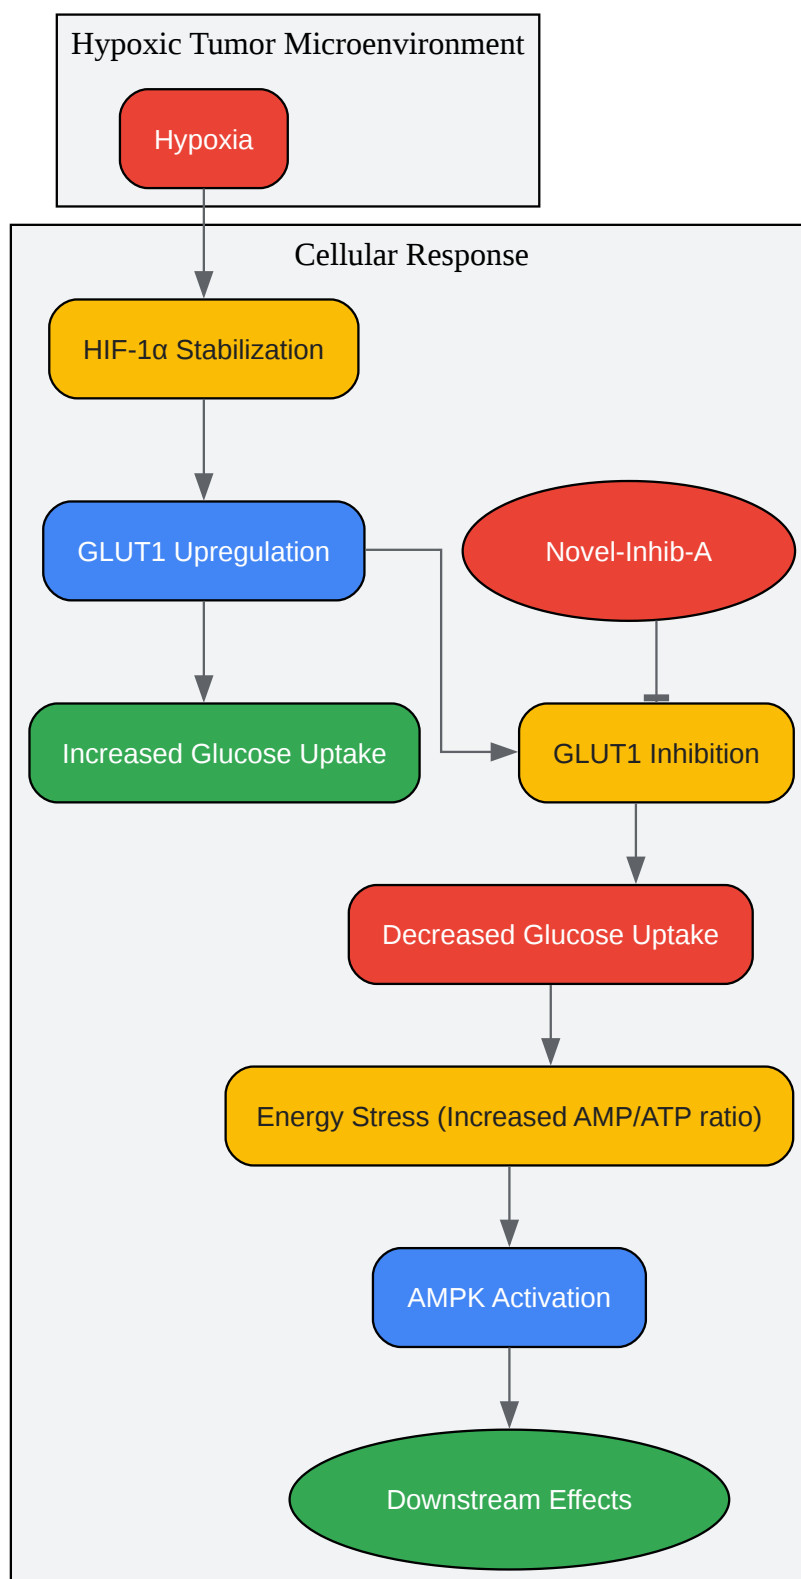 Hypoxic Tumor Microenvironment
Hypoxia
Cellular Response
HIF-1α Stabilization
GLUT1 Upregulation
Novel-Inhib-A
Increased Glucose Uptake
GLUT1 Inhibition
Decreased Glucose Uptake
Energy Stress (Increased AMP/ATP ratio)
AMPK Activation
Downstream Effects